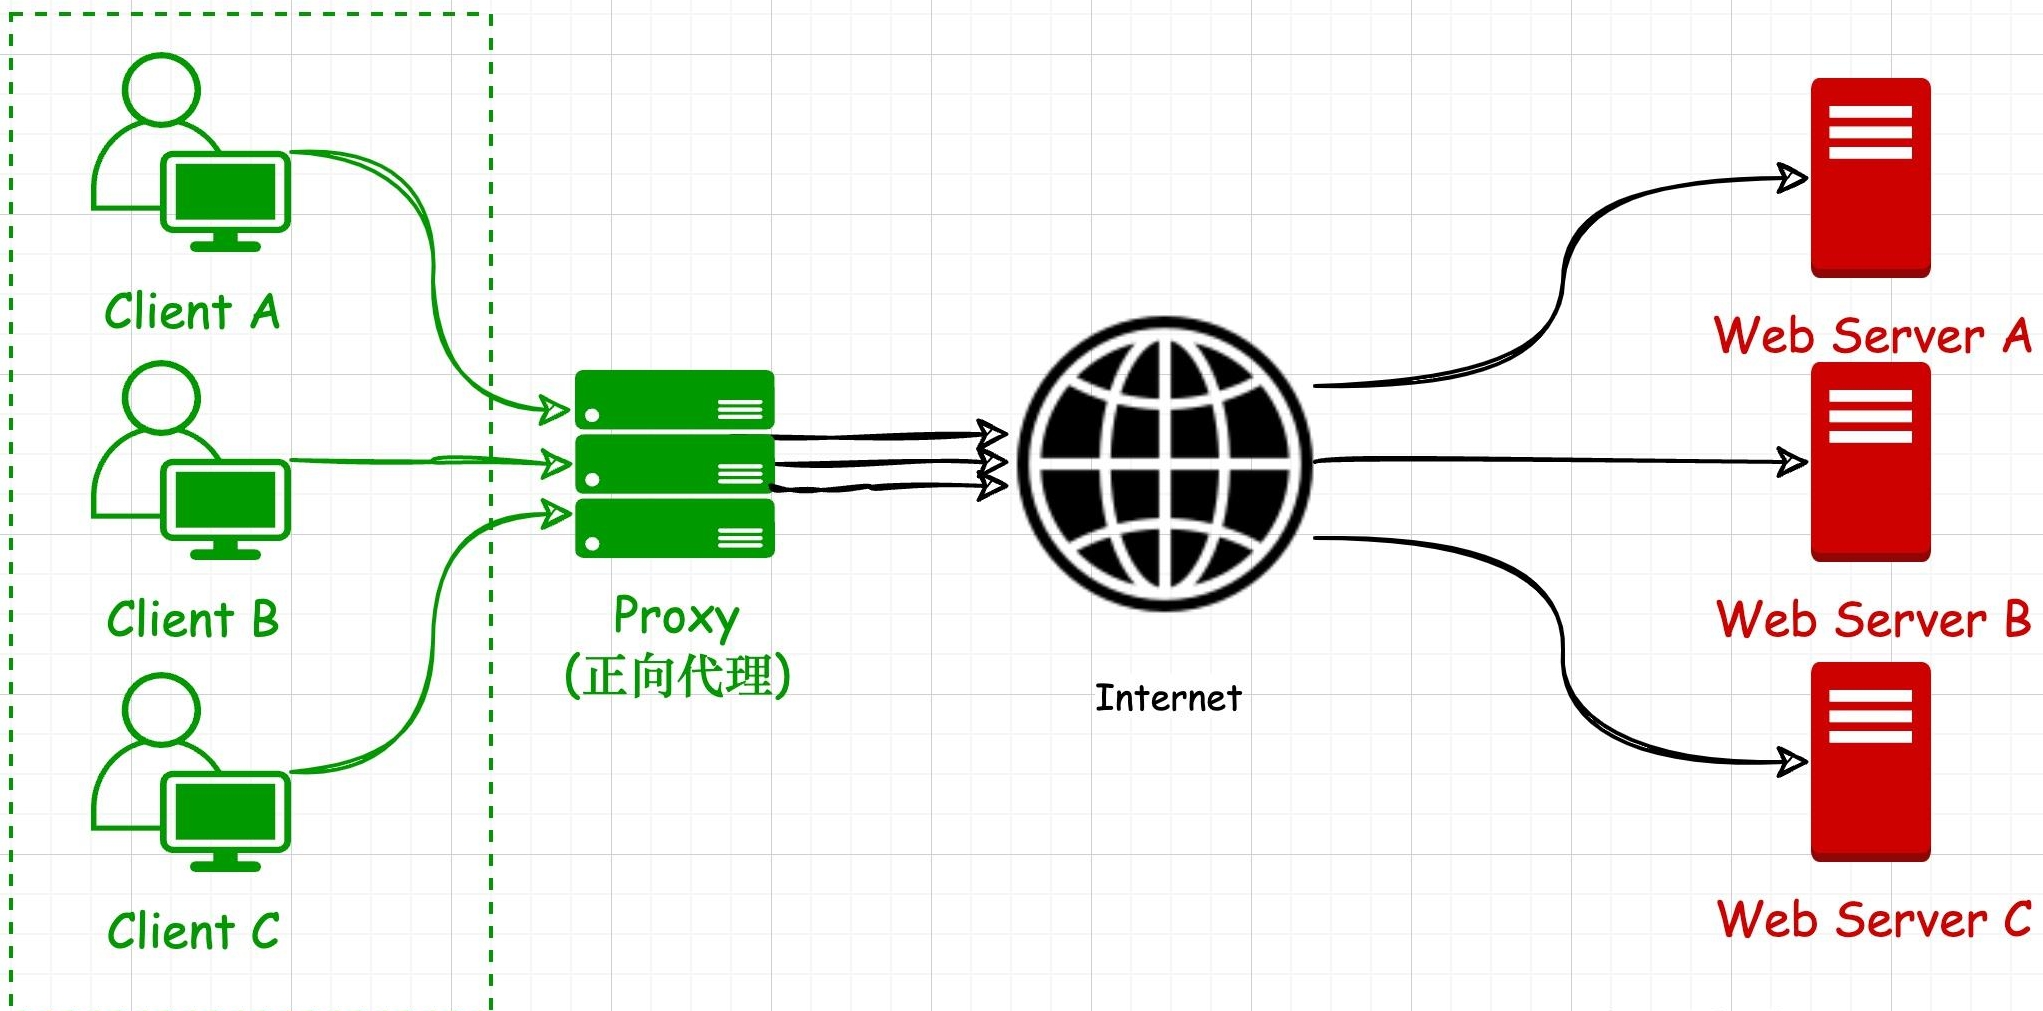 Client A
Client B
Client C
Proxy
(正向代理)
Internet
Web Server A
Web Server B
Web Server C